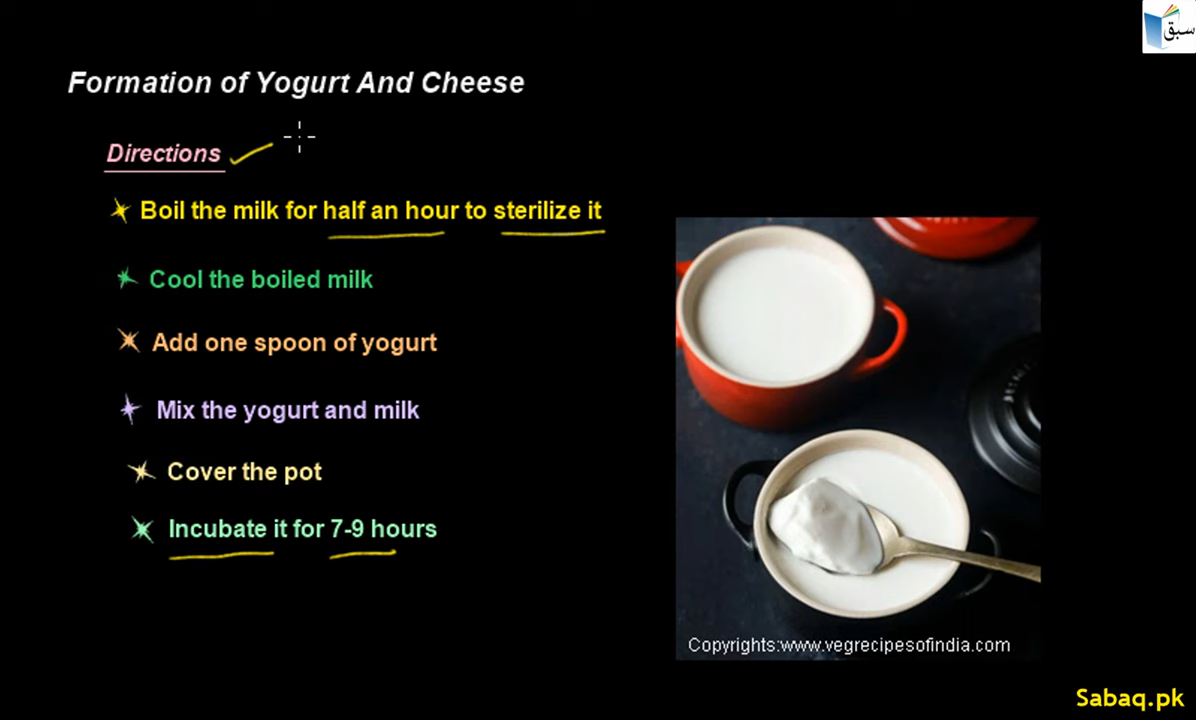 سبق
Formation of Yogurt And Cheese
Directions
Boil the milk for half an hour to sterilize it
Cool the boiled milk
Add one spoon of yogurt
Mix the yogurt and milk
Cover the pot
Incubate it for 7-9 hours
Copyrights:www.vegrecipesofindia.com
Sabaq.pk